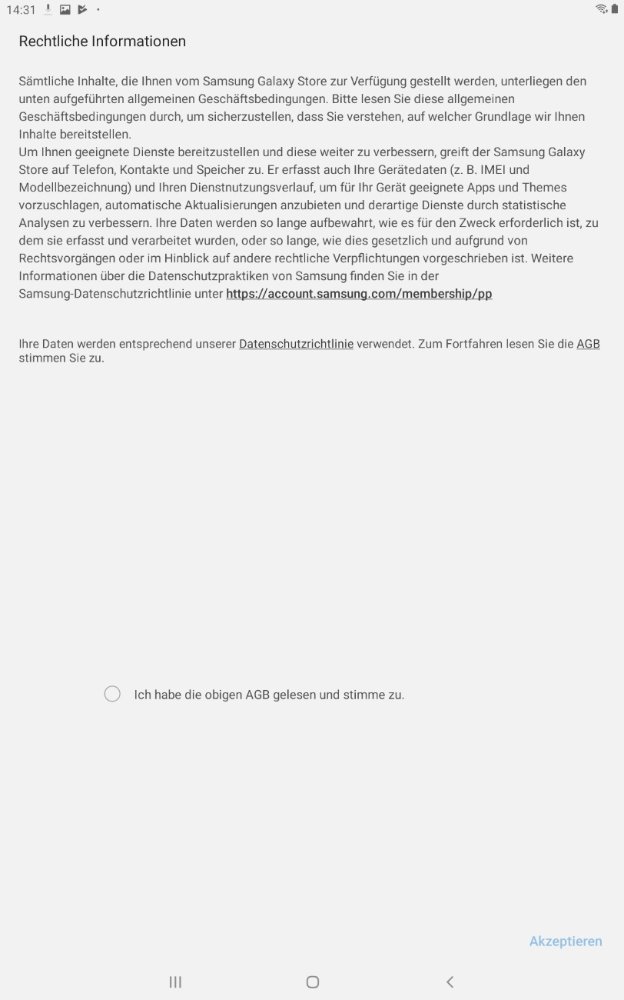 14:31
Rechtliche Informationen
Sämtliche Inhalte, die Ihnen vom Samsung Galaxy Store zur Verfügung gestellt werden, unterliegen den
unten aufgeführten allgemeinen Geschäftsbedingungen. Bitte lesen Sie diese allgemeinen
Geschäftsbedingungen durch, um sicherzustellen, dass Sie verstehen, auf welcher Grundlage wir Ihnen
Inhalte bereitstellen.
Um Ihnen geeignete Dienste bereitzustellen und diese weiter zu verbessern, greift der Samsung Galaxy
Store auf Telefon, Kontakte und Speicher zu. Er erfasst auch Ihre Gerätedaten (z. B. IMEI und
Modellbezeichnung) und Ihren Dienstnutzungsverlauf, um für Ihr Gerät geeignete Apps und Themes
vorzuschlagen, automatische Aktualisierungen anzubieten und derartige Dienste durch statistische
Analysen zu verbessern. Ihre Daten werden so lange aufbewahrt, wie es für den Zweck erforderlich ist, zu
dem sie erfasst und verarbeitet wurden, oder so lange, wie dies gesetzlich und aufgrund von
Rechtsvorgängen oder im Hinblick auf andere rechtliche Verpflichtungen vorgeschrieben ist. Weitere
Informationen über die Datenschutzpraktiken von Samsung finden Sie in der
Samsung-Datenschutzrichtlinie unter https://account.samsung.com/membership/pp
Ihre Daten werden entsprechend unserer Datenschutzrichtlinie verwendet. Zum Fortfahren lesen Sie die AGB
stimmen Sie zu.
Ich habe die obigen AGB gelesen und stimme zu.
Akzeptieren